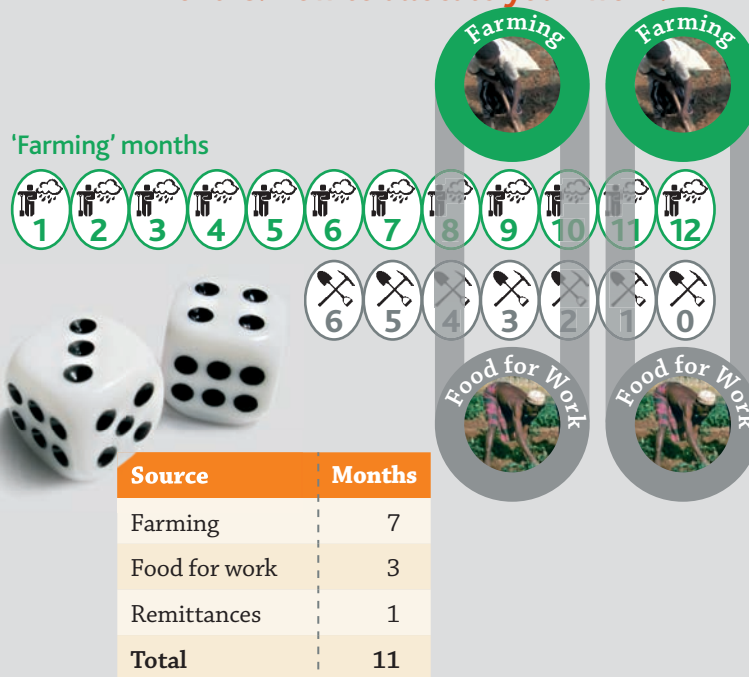 Farming
Farming
'Farming' months
1 2 3 4 5 6 7 8 9 10 11 12
6 5 4 3 2 1 0
Food for Work
Food for Work
Source Months
Farming 7
Food for work 3
Remittances 1
Total 11